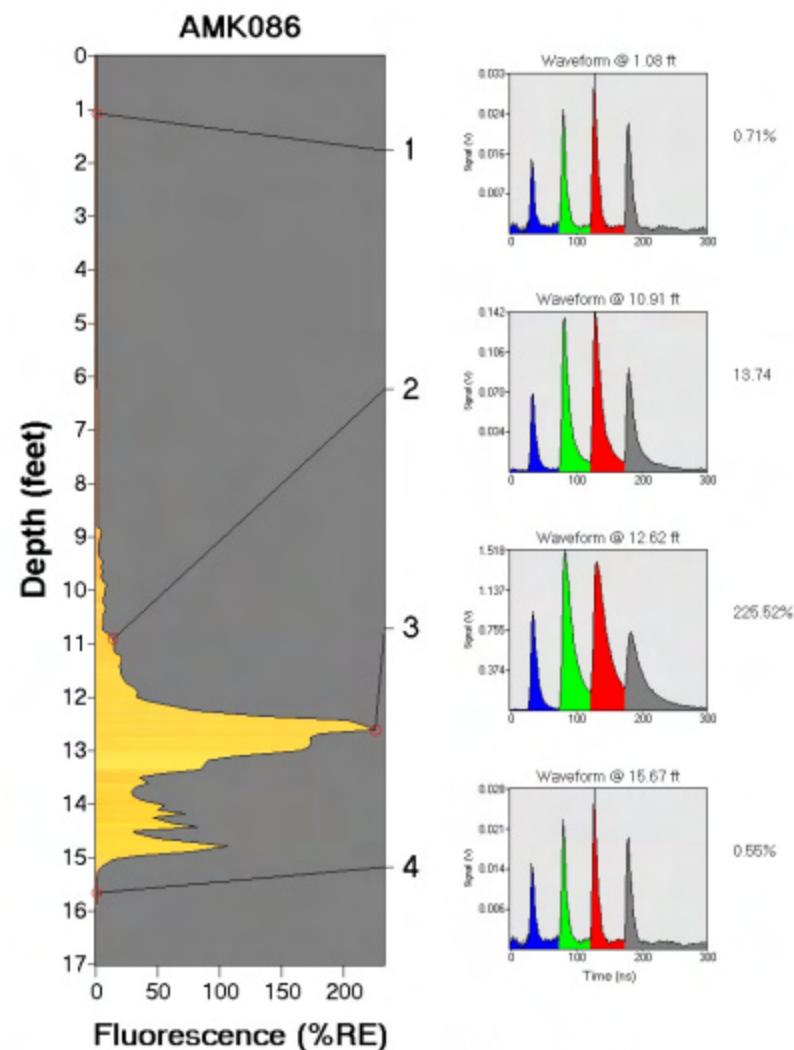 AMK086
0
1
2
3
4
5
6
7
8
9
10
11
12
13
14
15
16
17
Depth (feet)
0 50 100 150 200
Fluorescence (%RE)
1
2
3
4
Waveform @ 1.08 ft
0.033
0.024
0.016
0.007
Signal (V)
0 100 200 300
0.71%
Waveform @ 10.91 ft
0.142
0.106
0.070
0.034
Signal (V)
0 100 200 300
13.74
Waveform @ 12.62 ft
1.518
1.137
0.755
0.374
Signal (V)
0 100 200 300
225.52%
Waveform @ 15.67 ft
0.028
0.021
0.014
0.006
Signal (V)
0 100 200 300
Time (ns)
0.55%